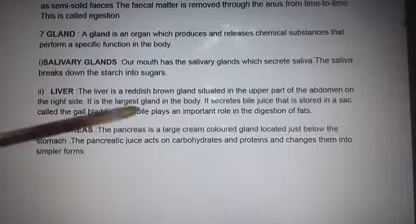 as semi-solid faeces The faecal matter is removed through the anus from time-to-time
This is called egestion
7 GLAND : A gland is an organ which produces and releases chemical substances that
perform a specific function in the body.
i)SALIVARY GLANDS :Our mouth has the salivary glands which secrete saliva The saliva
breaks down the starch into sugars.
ii) LIVER :The liver is a reddish brown gland situated in the upper part of the abdomen on
the right side. It is the largest gland in the body. It secretes bile juice that is stored in a sac
called the gall bile plays an important role in the digestion of fats.
:The pancreas is a large cream coloured gland located just below the
stomach .The pancreatic juice acts on carbohydrates and proteins and changes them into
simpler forms